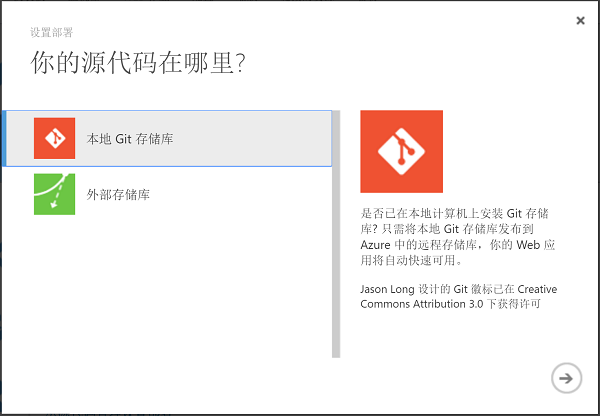 设置部署
你的源代码在哪里?
本地 Git 存储库
外部存储库
是否已在本地计算机上安装 Git 存储
库? 只需将本地 Git 存储库发布到
Azure 中的远程存储库，你的 Web 应
用将自动快速可用。
Jason Long 设计的 Git 徽标已在 Creative
Commons Attribution 3.0 下获得许可